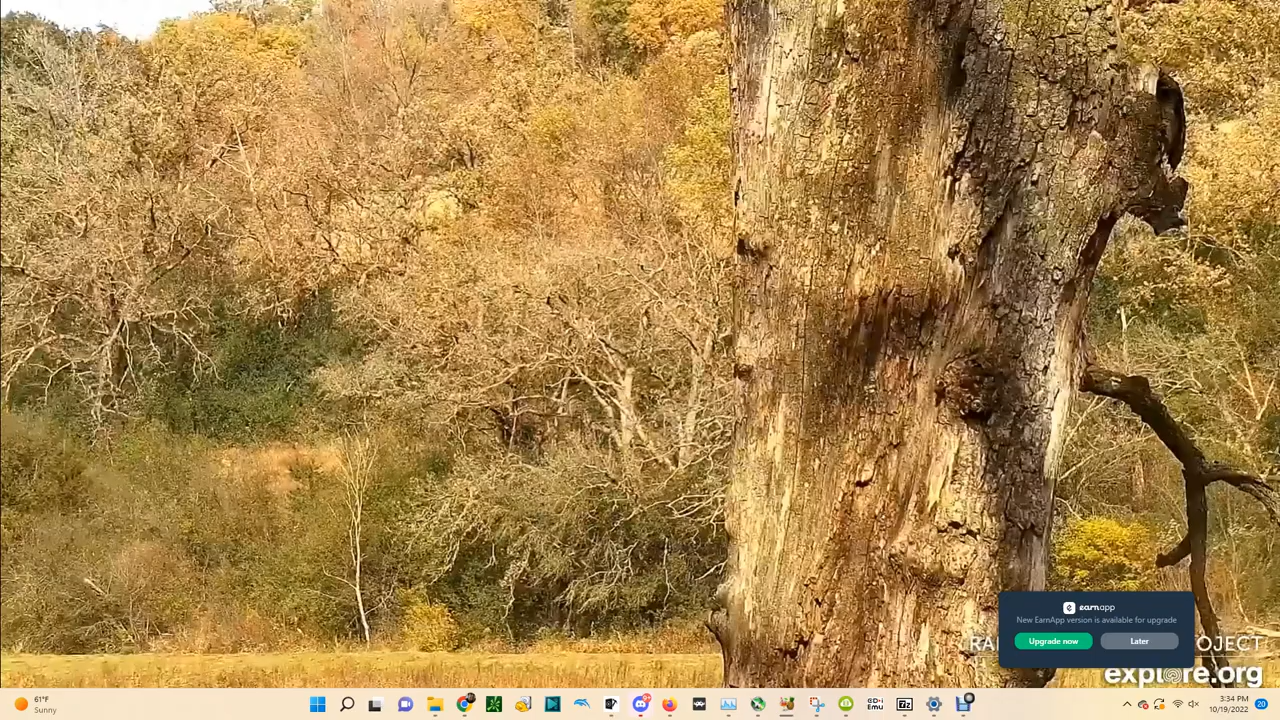 earnapp
New EarnApp version is available for upgrade
Upgrade now
Later
OJECT
explore.org
61°F
Sunny
9+
3:34 PM
10/19/2022
20